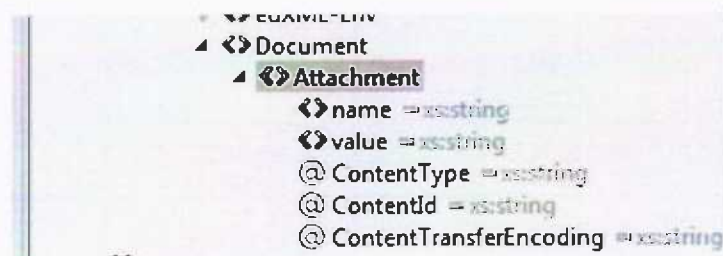 Document
Attachment
name = xs:string
value = xs:string
@ ContentType = xs:string
@ ContentId = xs:string
@ ContentTransferEncoding = xs:string